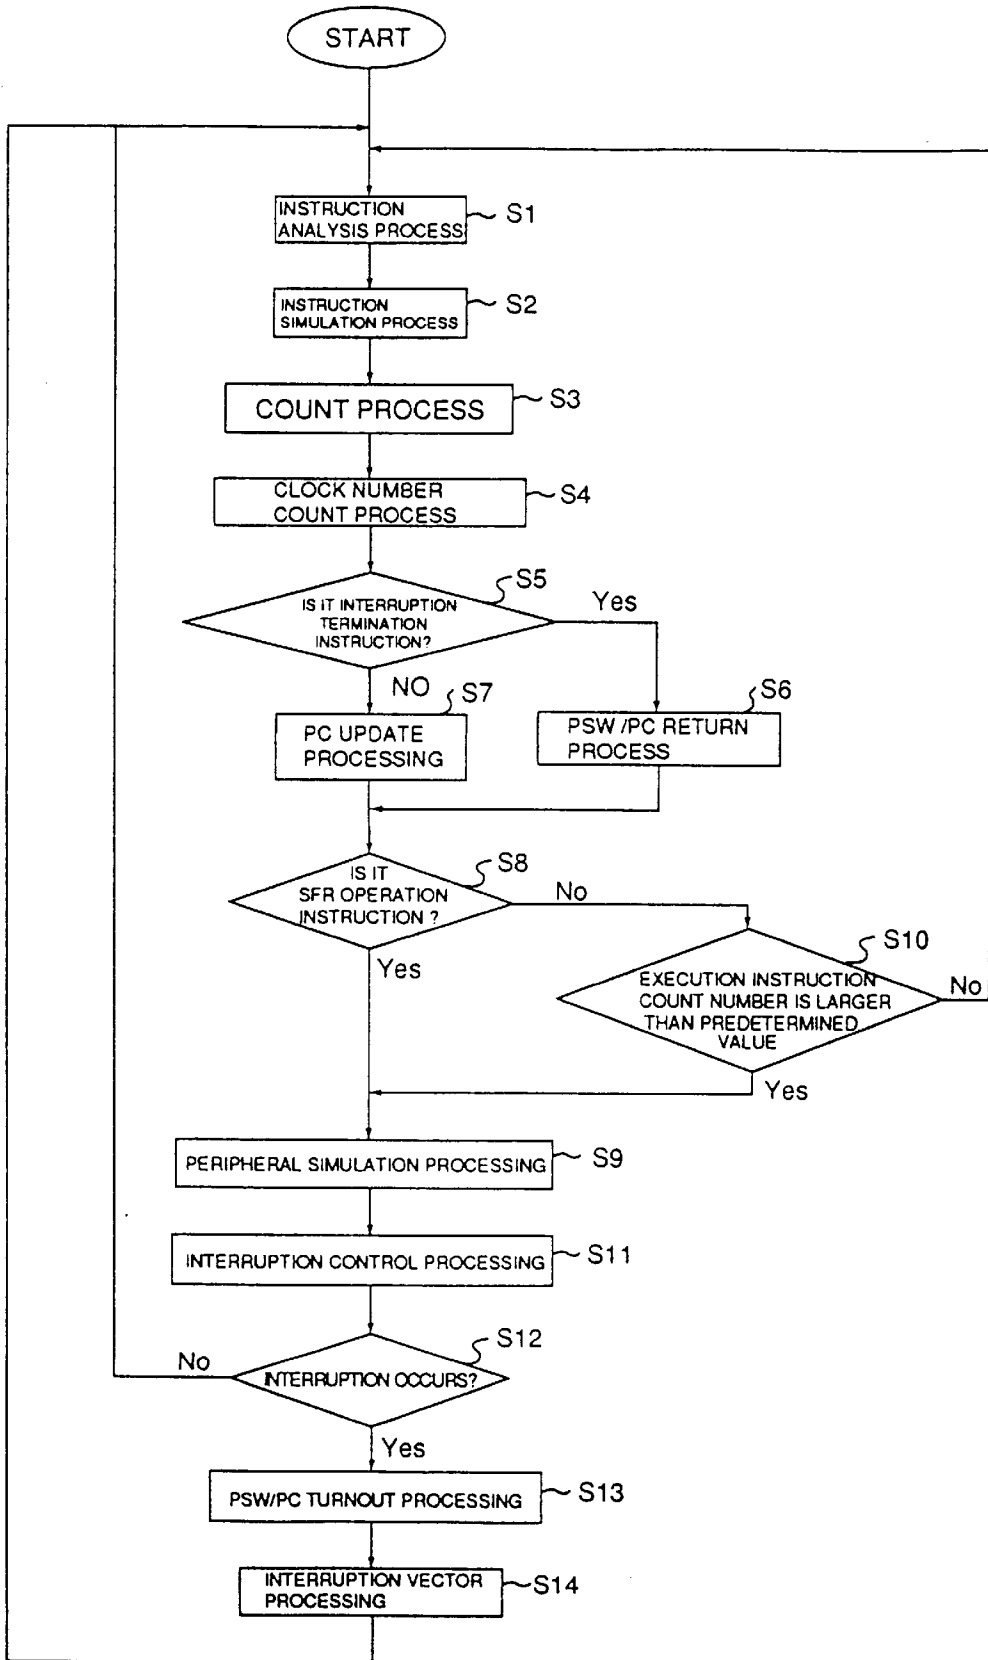 START
INSTRUCTION
ANALYSIS PROCESS
S1
INSTRUCTION
SIMULATION PROCESS
S2
COUNT PROCESS
S3
CLOCK NUMBER
COUNT PROCESS
S4
S5
IS IT INTERRUPTION
TERMINATION
INSTRUCTION?
Yes
NO
S7
PC UPDATE
PROCESSING
S6
PSW /PC RETURN
PROCESS
S8
IS IT
SFR OPERATION
INSTRUCTION ?
No
Yes
S10
EXECUTION INSTRUCTION
COUNT NUMBER IS LARGER
THAN PREDETERMINED
VALUE
No
Yes
PERIPHERAL SIMULATION PROCESSING
S9
INTERRUPTION CONTROL PROCESSING
S11
S12
INTERRUPTION OCCURS?
No
Yes
PSW/PC TURNOUT PROCESSING
S13
INTERRUPTION VECTOR
PROCESSING
S14